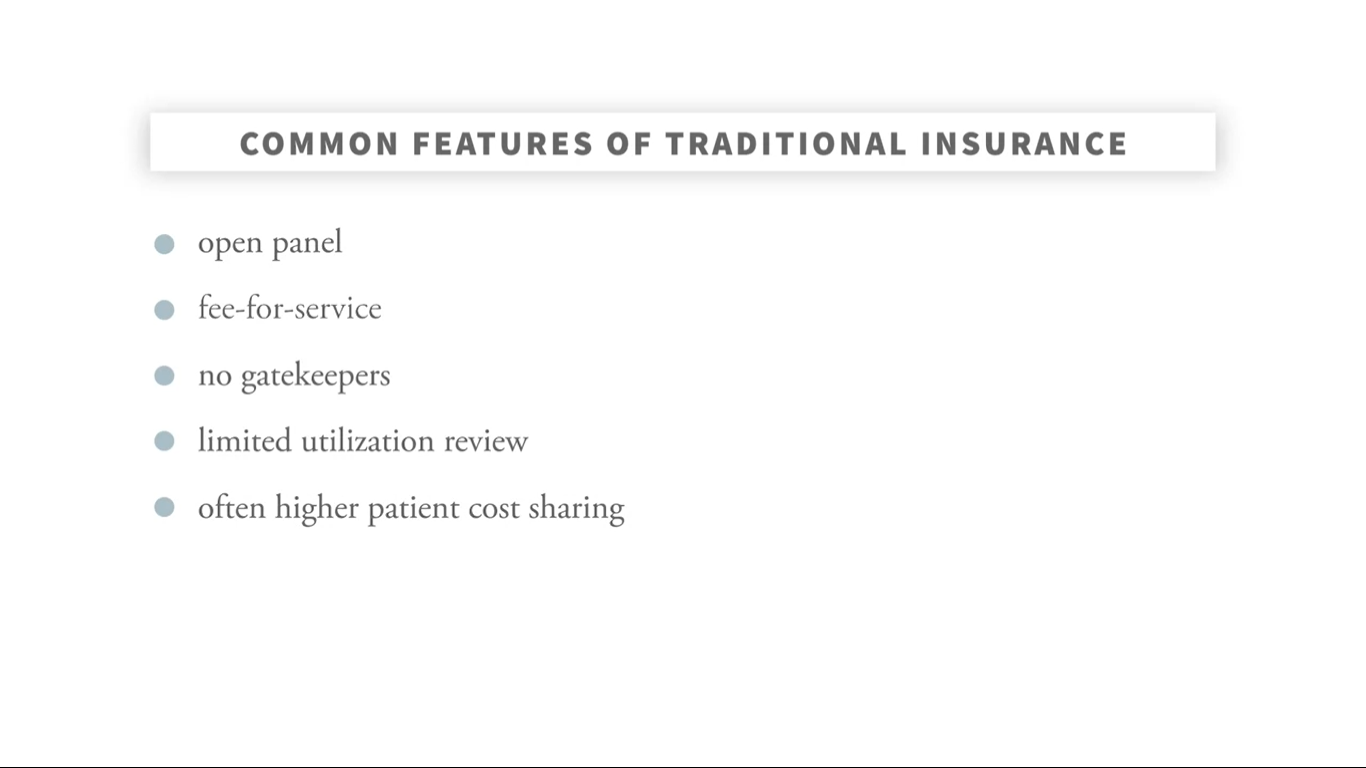 COMMON FEATURES OF TRADITIONAL INSURANCE
open panel
fee-for-service
no gatekeepers
limited utilization review
often higher patient cost sharing